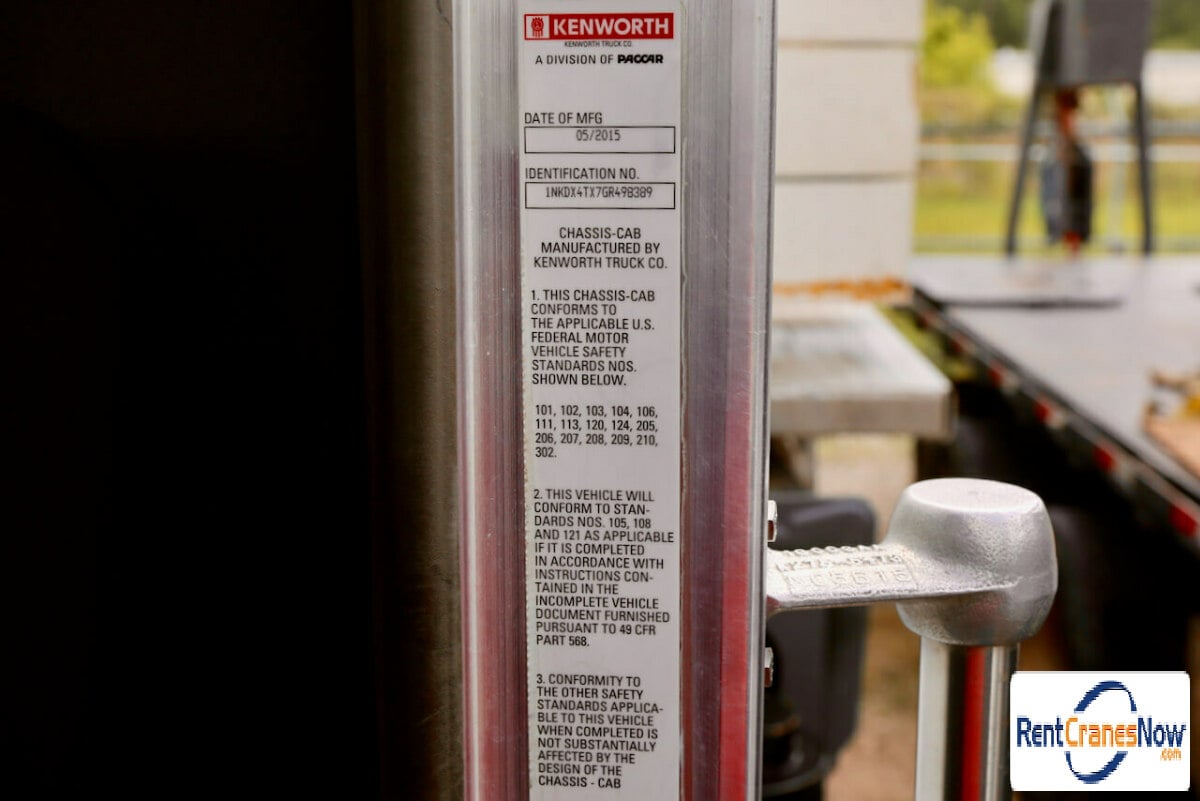 KENWORTH
KENWORTH TRUCK CO.
A DIVISION OF PACCAR
DATE OF MFG
05/2015
IDENTIFICATION NO.
1NKDX4TX7GR498389
CHASSIS-CAB
MANUFACTURED BY
KENWORTH TRUCK CO.
1. THIS CHASSIS-CAB
CONFORMS TO
THE APPLICABLE U.S.
FEDERAL MOTOR
VEHICLE SAFETY
STANDARDS NOS.
SHOWN BELOW.
101, 102, 103, 104, 106,
111, 113, 120, 124, 205,
206, 207, 208, 209, 210,
302.
2. THIS VEHICLE WILL
CONFORM TO STAN-
DARDS NOS. 105, 108
AND 121 AS APPLICABLE
IF IT IS COMPLETED
IN ACCORDANCE WITH
INSTRUCTIONS CON-
TAINED IN THE
INCOMPLETE VEHICLE
DOCUMENT FURNISHED
PURSUANT TO 49 CFR
PART 568.
3. CONFORMITY TO
THE OTHER SAFETY
STANDARDS APPLICA-
BLE TO THIS VEHICLE
WHEN COMPLETED IS
NOT SUBSTANTIALLY
AFFECTED BY THE
DESIGN OF THE
CHASSIS - CAB
RentCranesNow
.com